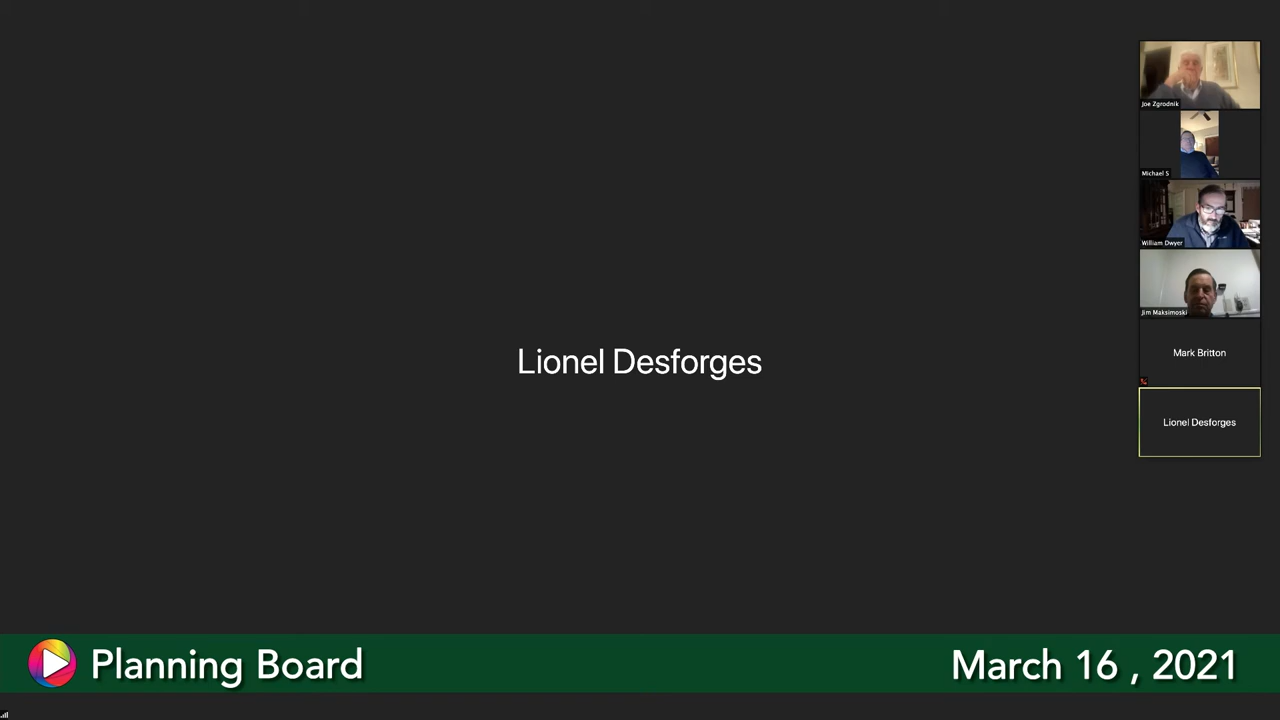 Joe Zgrodnik
Michael S
William Dwyer
Jim Maksimoski
Mark Britton
Lionel Desforges
Lionel Desforges
Planning Board
March 16 , 2021